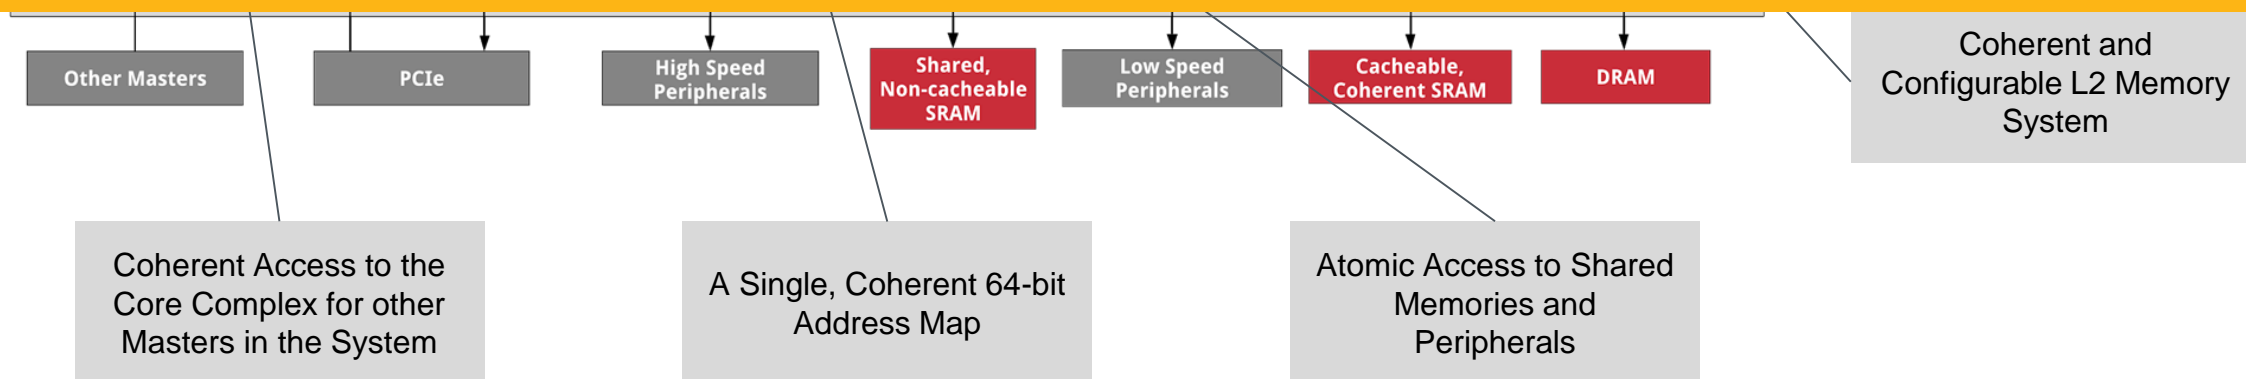 Other Masters
PCIe
High Speed
Peripherals
Shared,
Non-cacheable
SRAM
Low Speed
Peripherals
Cacheable,
Coherent SRAM
DRAM
Coherent and
Configurable L2 Memory
System
Coherent Access to the
Core Complex for other
Masters in the System
A Single, Coherent 64-bit
Address Map
Atomic Access to Shared
Memories and
Peripherals